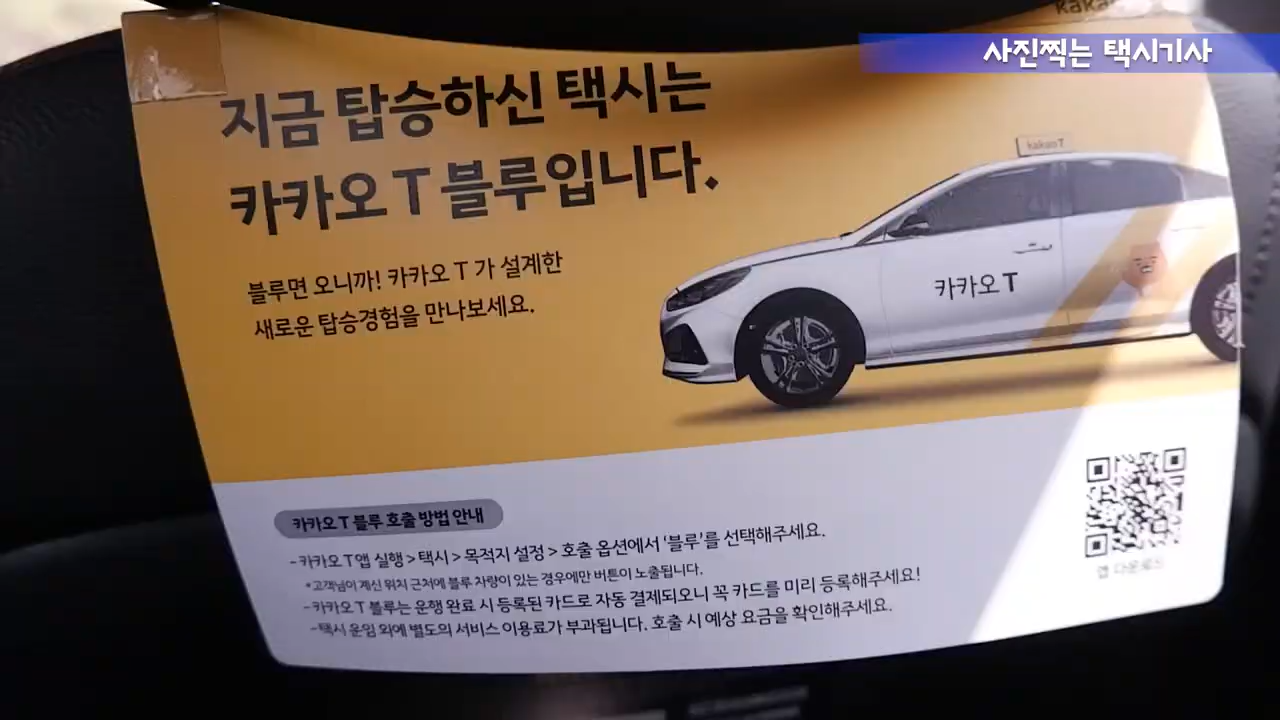 사진찍는 택시기사
지금 탑승하신 택시는
카카오 T 블루입니다.
kakao T
카카오 T
블루면 오니까! 카카오 T 가 설계한
새로운 탑승경험을 만나보세요.
카카오 T 블루 호출 방법 안내
- 카카오 T앱 실행 > 택시 > 목적지 설정 > 호출 옵션에서 '블루'를 선택해주세요.
*고객님이 계신 위치 근처에 블루 차량이 있는 경우에만 버튼이 노출됩니다.
- 카카오 T 블루는 운행 완료 시 등록된 카드로 자동 결제되오니 꼭 카드를 미리 등록해주세요!
- 택시 운임 외에 별도의 서비스 이용료가 부과됩니다. 호출 시 예상 요금을 확인해주세요.
앱 다운로드